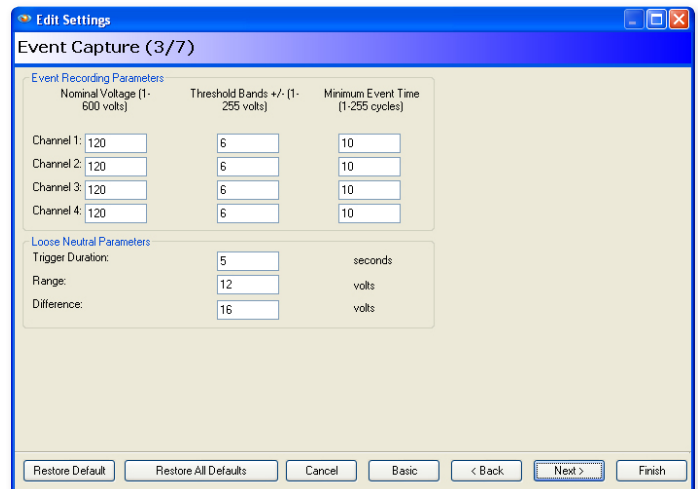 Edit Settings
Event Capture (3/7)
Event Recording Parameters
Nominal Voltage (1-
600 volts)
Threshold Bands +/- (1-
255 volts)
Minimum Event Time
(1-255 cycles)
Channel 1: 120 6 10
Channel 2: 120 6 10
Channel 3: 120 6 10
Channel 4: 120 6 10
Loose Neutral Parameters
Trigger Duration: 5 seconds
Range: 12 volts
Difference: 16 volts
Restore Default Restore All Defaults Cancel Basic < Back Next > Finish